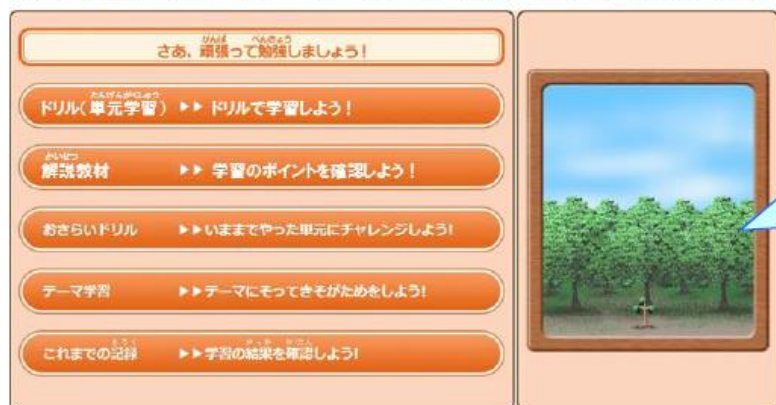 さあ、頑張って勉強しましょう！
ドリル(単元学習) ▶▶ ドリルで学習しよう！
解説教材 ▶▶ 学習のポイントを確認しよう！
おさらいドリル ▶▶いままでやった単元にチャレンジしよう!
テーマ学習 ▶▶テーマにそってきそがためをしよう!
これまでの記録 ▶▶学習の結果を確認しよう!